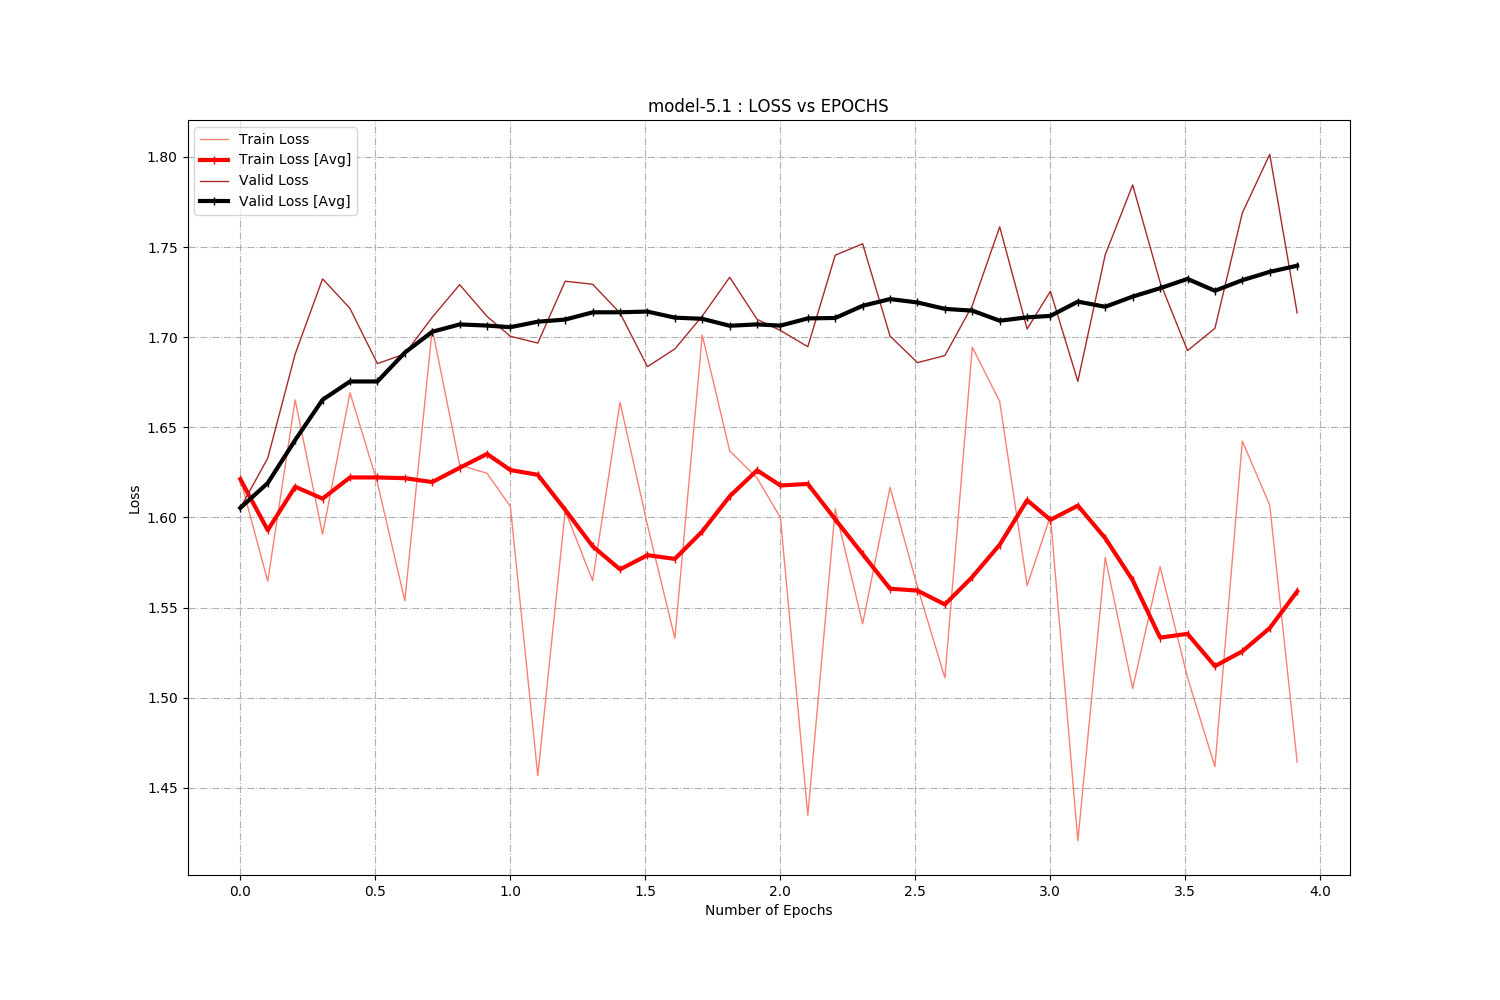 model-5.1 : LOSS vs EPOCHS
Train Loss
Train Loss [Avg]
Valid Loss
Valid Loss [Avg]
1.80
1.75
1.70
1.65
1.60
1.55
1.50
1.45
Loss
0.0 0.5 1.0 1.5 2.0 2.5 3.0 3.5 4.0
Number of Epochs